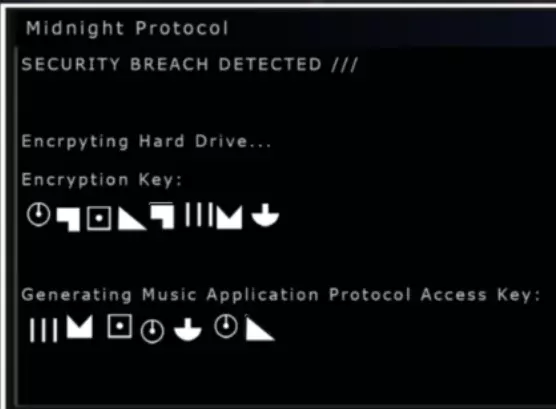 Midnight Protocol
SECURITY BREACH DETECTED ///
Encrpyting Hard Drive...
Encryption Key:
Generating Music Application Protocol Access Key: